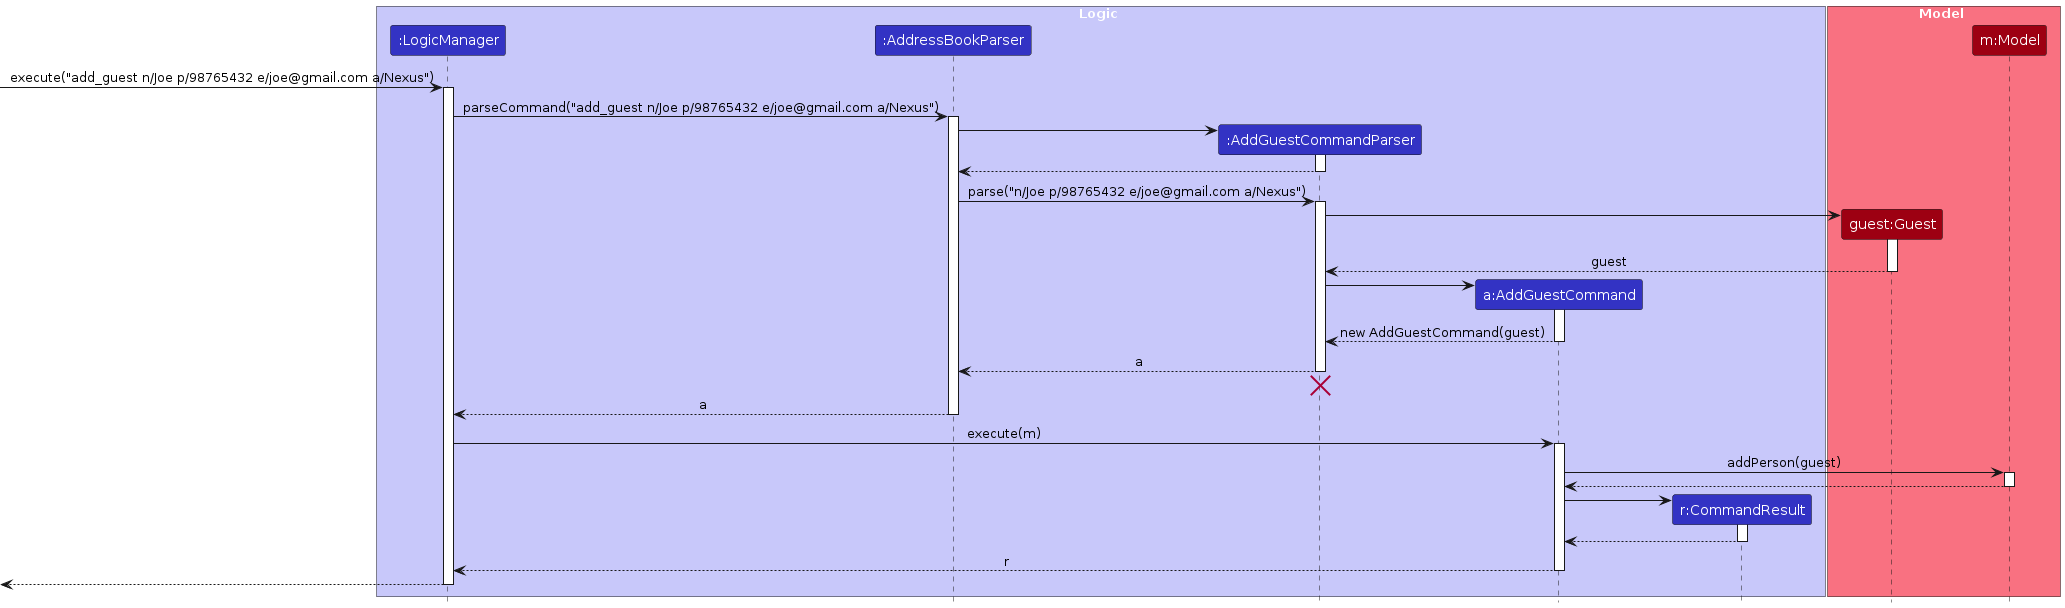 Logic
Model
:LogicManager
:AddressBookParser
m:Model
execute("add_guest n/Joe p/98765432 e/joe@gmail.com a/Nexus")
parseCommand("add_guest n/Joe p/98765432 e/joe@gmail.com a/Nexus")
:AddGuestCommandParser
parse("n/Joe p/98765432 e/joe@gmail.com a/Nexus")
guest:Guest
guest
a:AddGuestCommand
new AddGuestCommand(guest)
a
a
execute(m)
addPerson(guest)
r:CommandResult
r